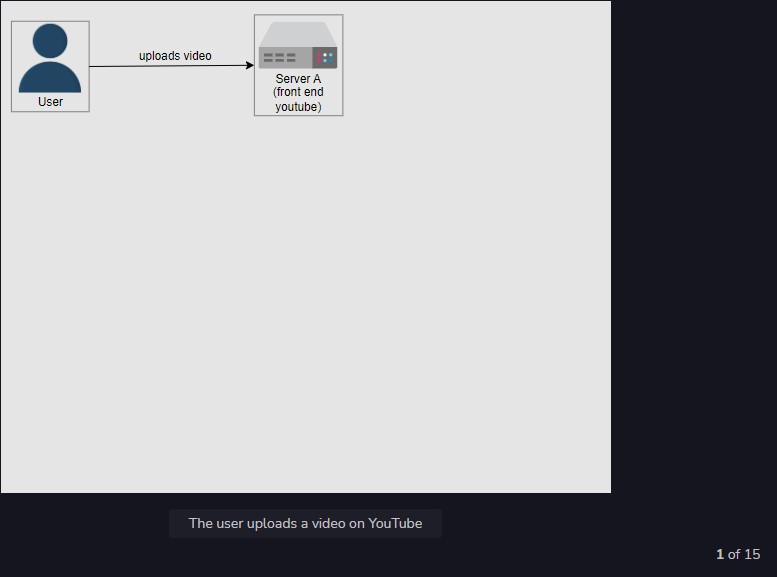 uploads video
User
Server A
(front end
youtube)
The user uploads a video on YouTube
1 of 15